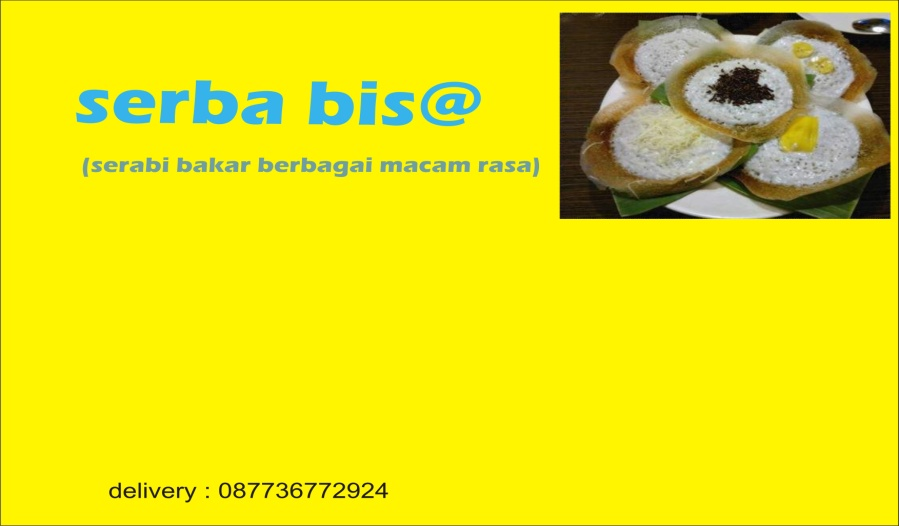 serba bis@
(serabi bakar berbagai macam rasa)
delivery : 087736772924